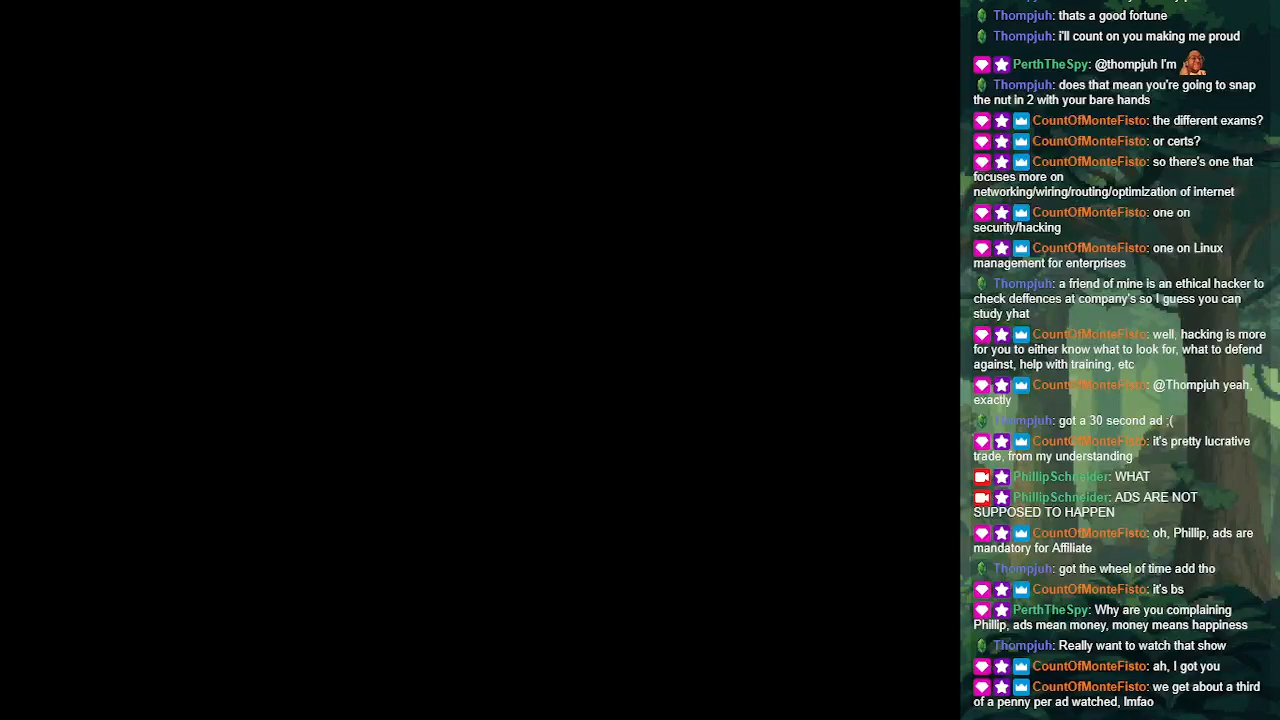 Thompjuh: thats a good fortune
Thompjuh: i'll count on you making me proud
PerthTheSpy: @thompjuh I'm
Thompjuh: does that mean you're going to snap
the nut in 2 with your bare hands
CountOfMonteFisto: the different exams?
CountOfMonteFisto: or certs?
CountOfMonteFisto: so there's one that
focuses more on
networking/wiring/routing/optimization of internet
CountOfMonteFisto: one on
security/hacking
CountOfMonteFisto: one on Linux
management for enterprises
Thompjuh: a friend of mine is an ethical hacker to
check deffences at company's so I guess you can
study yhat
CountOfMonteFisto: well, hacking is more
for you to either know what to look for, what to defend
against, help with training, etc
CountOfMonteFisto: @Thompjuh yeah,
exactly
Thompjuh: got a 30 second ad ;(
CountOfMonteFisto: it's pretty lucrative
trade, from my understanding
PhillipSchneider: WHAT
PhillipSchneider: ADS ARE NOT
SUPPOSED TO HAPPEN
CountOfMonteFisto: oh, Phillip, ads are
mandatory for Affiliate
Thompjuh: got the wheel of time add tho
CountOfMonteFisto: it's bs
PerthTheSpy: Why are you complaining
Phillip, ads mean money, money means happiness
Thompjuh: Really want to watch that show
CountOfMonteFisto: ah, I got you
CountOfMonteFisto: we get about a third
of a penny per ad watched, lmfao